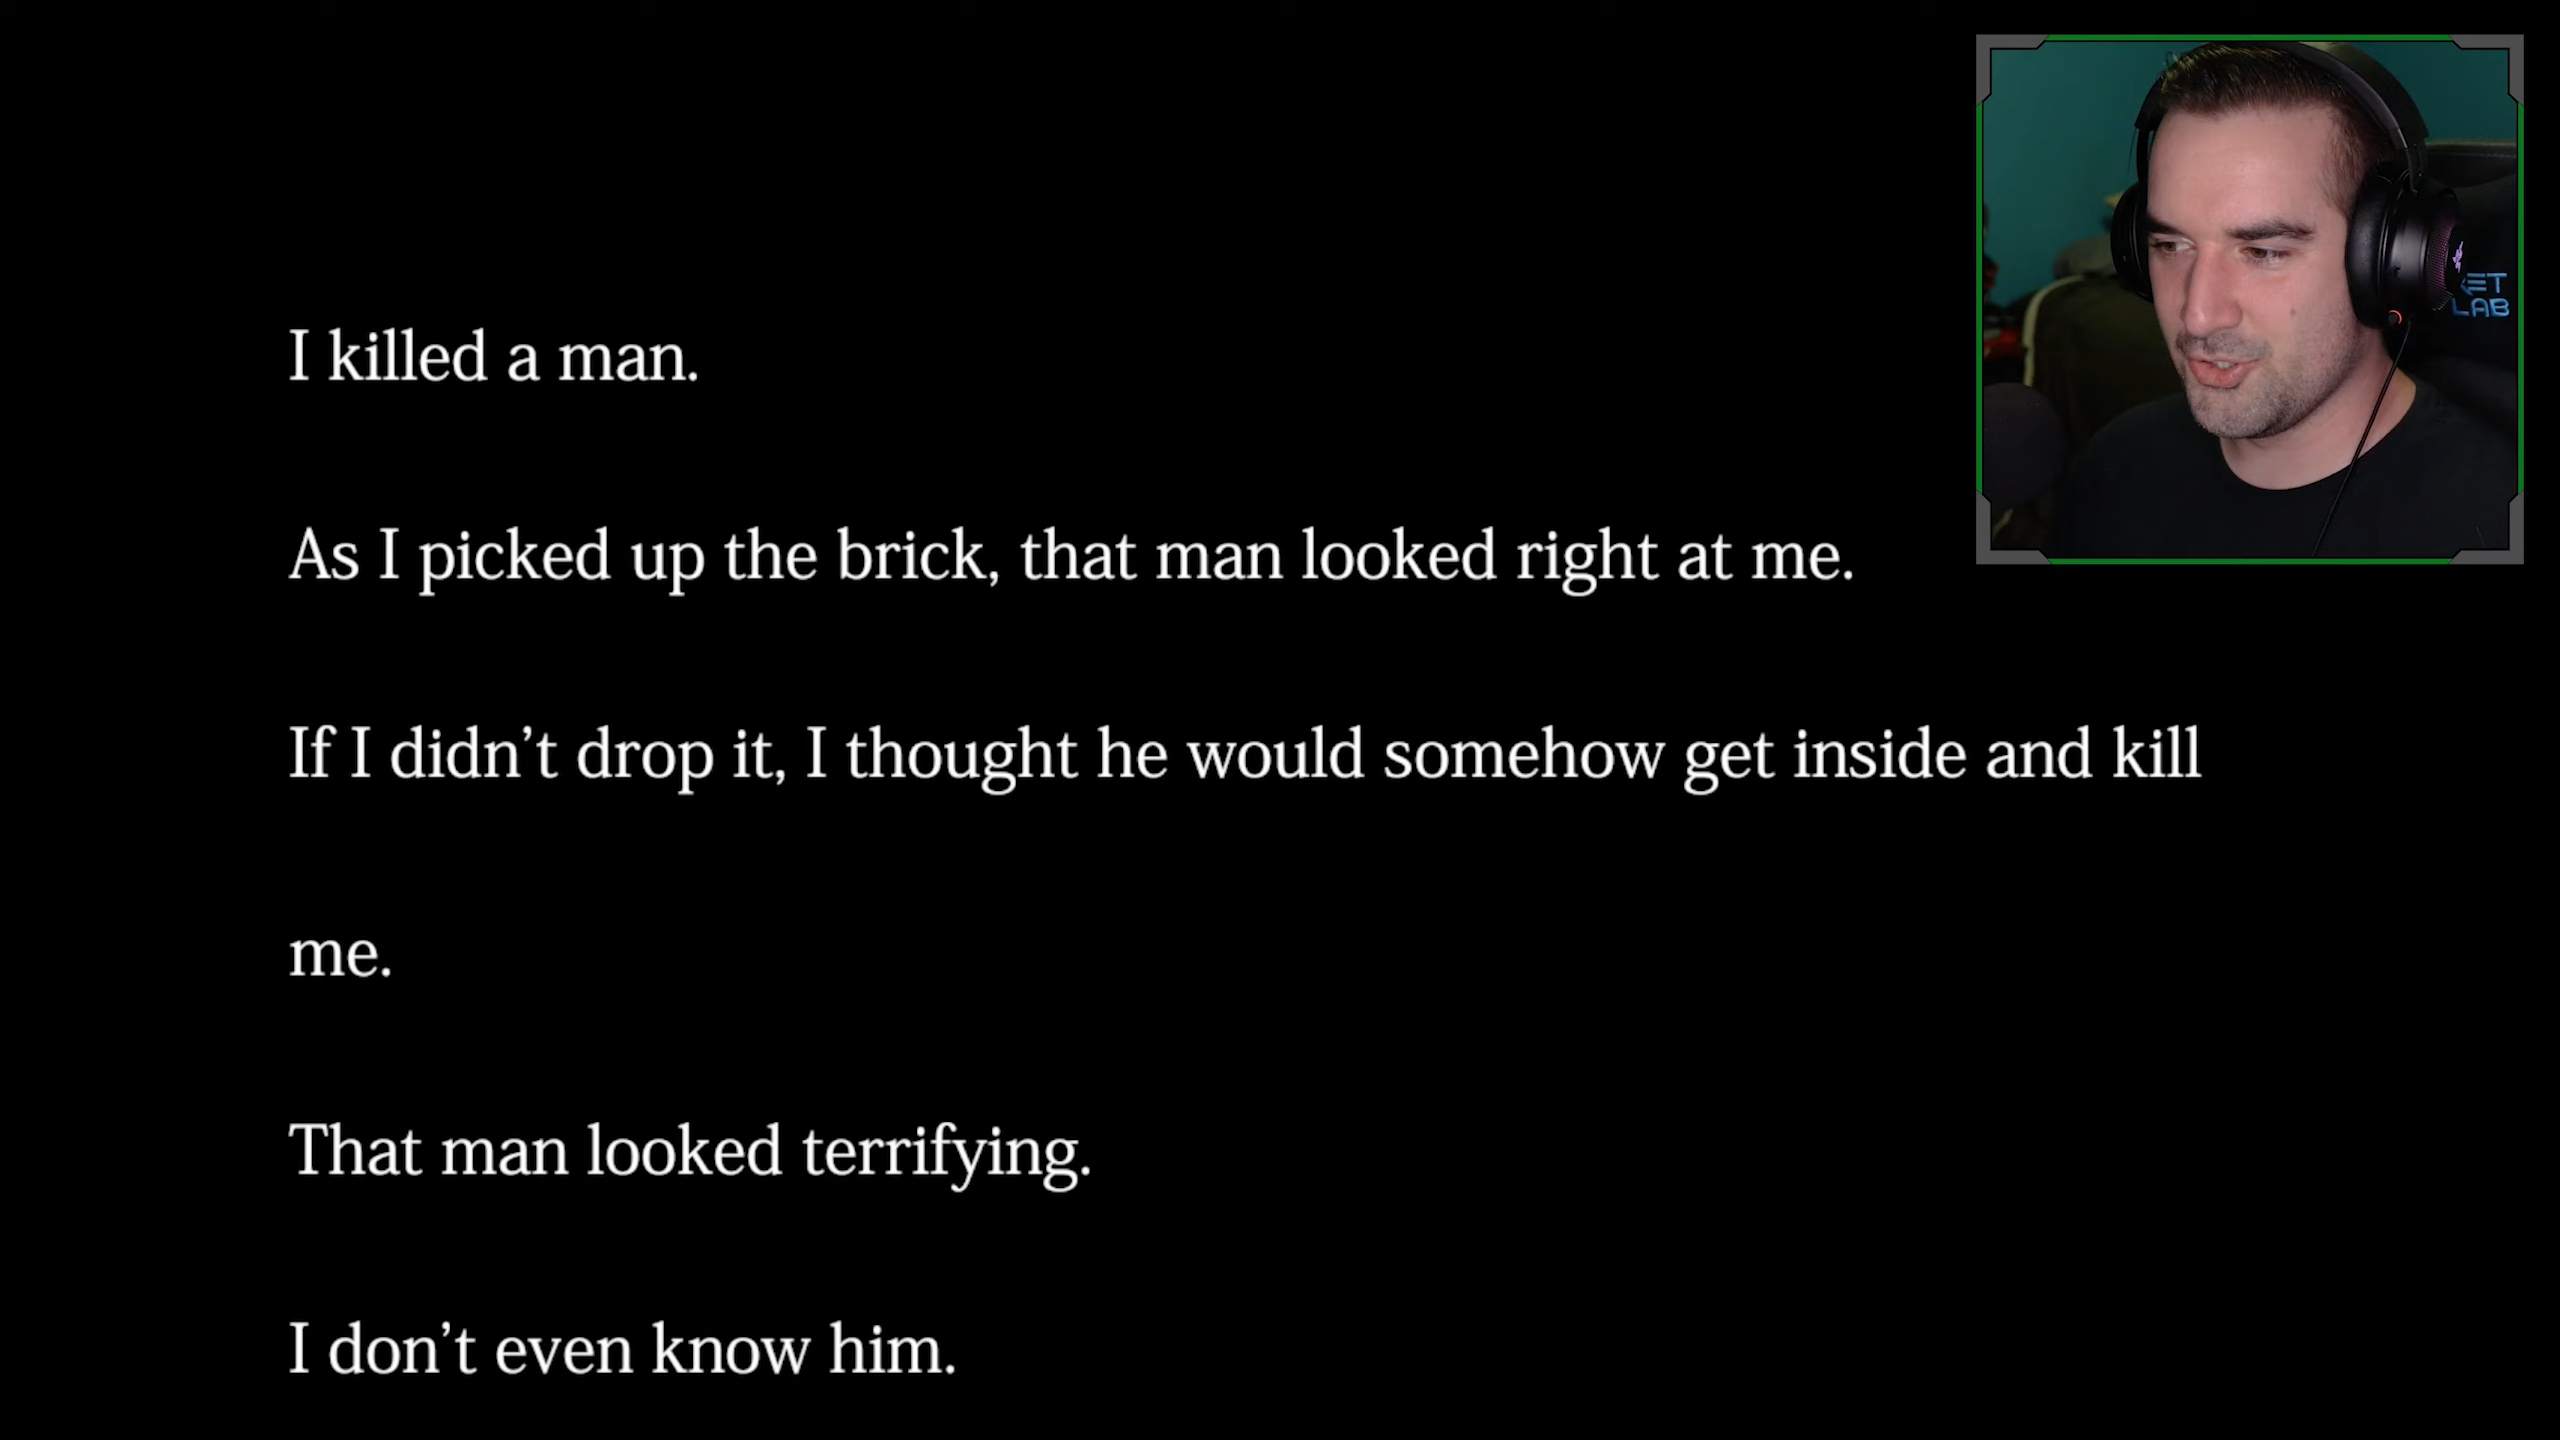 I killed a man.
As I picked up the brick, that man looked right at me.
If I didn’t drop it, I thought he would somehow get inside and kill
me.
That man looked terrifying.
I don’t even know him.
LAB